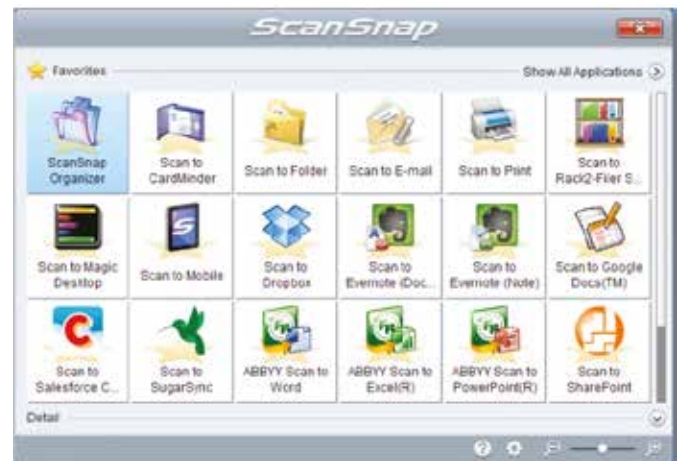 ScanSnap
Favorites
Show All Applications
ScanSnap
Organizer
Scan to
CardMinder
Scan to Folder
Scan to E-mail
Scan to Print
Scan to
Rack2-Filer S...
Scan to Magic
Desktop
Scan to Mobile
Scan to
Dropbox
Scan to
Evernote (Doc...
Scan to
Evernote (Note)
Scan to Google
Docs(TM)
Scan to
Salesforce C...
Scan to
SugarSync
ABBYY Scan to
Word
ABBYY Scan to
Excel(R)
ABBYY Scan to
PowerPoint(R)
Scan to
SharePoint
Detail